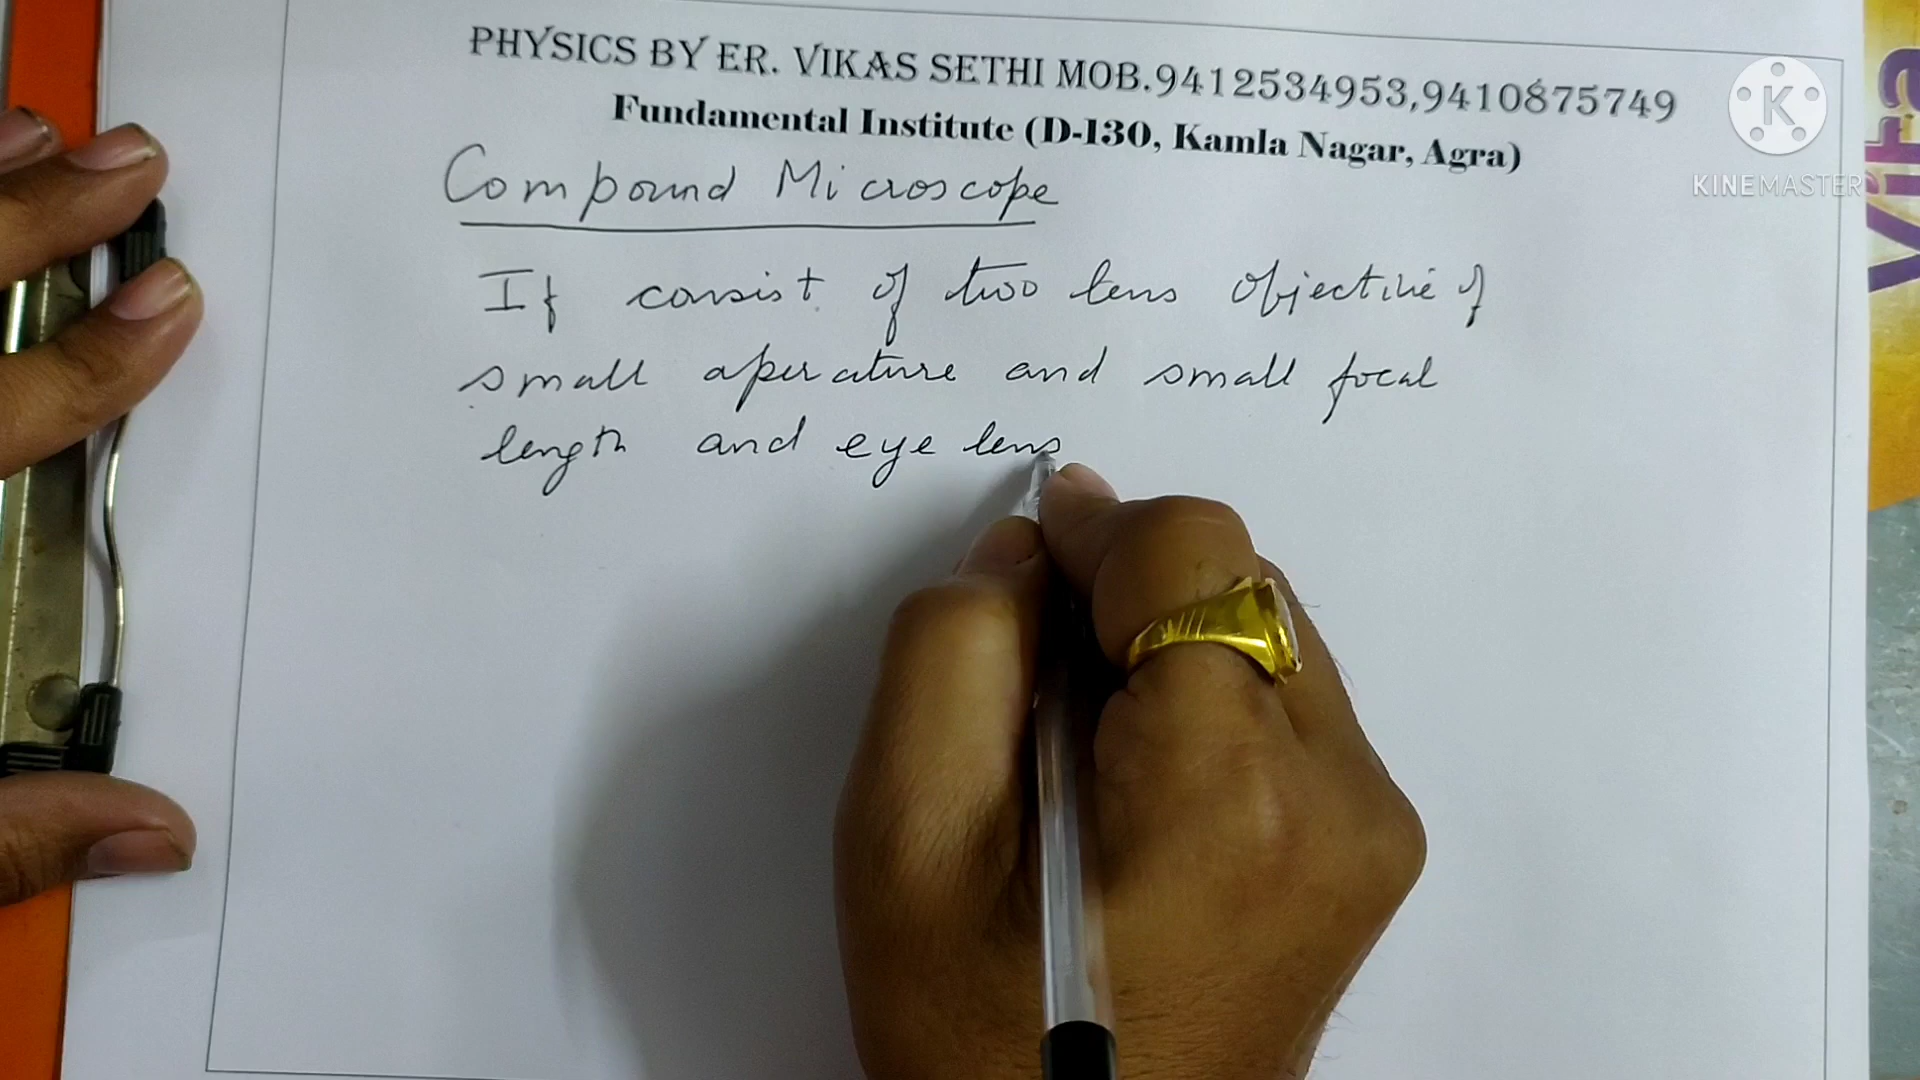 PHYSICS BY ER. VIKAS SETHI MOB.9412534953,9410875749
Fundamental Institute (D-130, Kamla Nagar, Agra)
KINEMASTER
Vita
Compound Microscope
It consist of two lens objective of
small aperature and small focal
length and eye lens